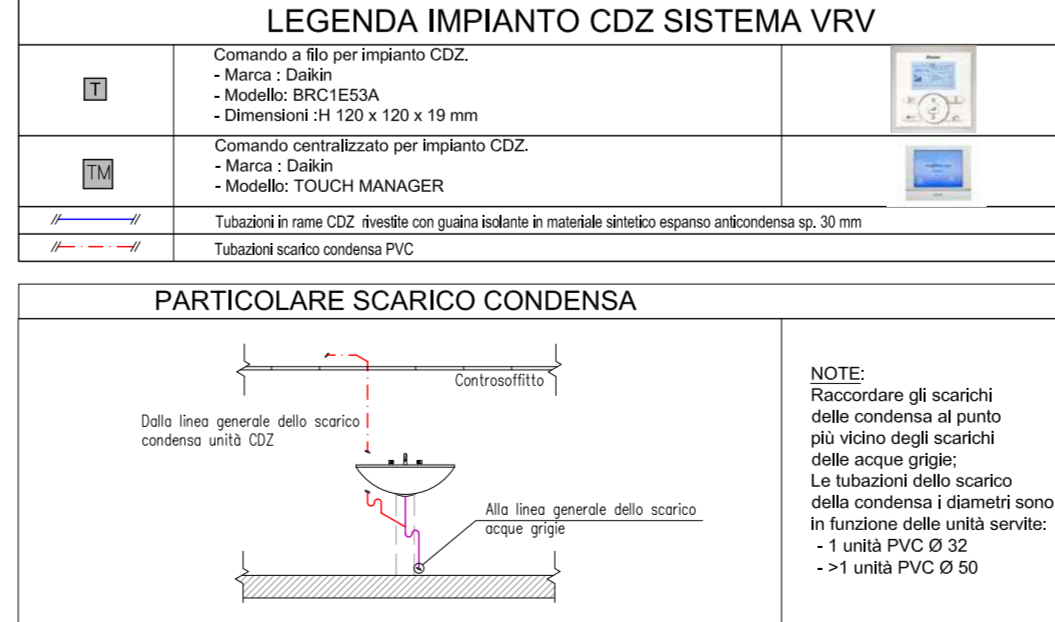 LEGENDA IMPIANTO CDZ SISTEMA VRV
T
Comando a filo per impianto CDZ.
- Marca : Daikin
- Modello: BRC1E53A
- Dimensioni :H 120 x 120 x 19 mm
TM
Comando centralizzato per impianto CDZ.
- Marca : Daikin
- Modello: TOUCH MANAGER
Tubazioni in rame CDZ rivestite con guaina isolante in materiale sintetico espanso anticondensa sp. 30 mm
Tubazioni scarico condensa PVC
PARTICOLARE SCARICO CONDENSA
Controsoffitto
Dalla linea generale dello scarico
condensa unità CDZ
Alla linea generale dello scarico
acque grigie
NOTE:
Raccordare gli scarichi
delle condensa al punto
più vicino degli scarichi
delle acque grigie;
Le tubazioni dello scarico
della condensa i diametri sono
in funzione delle unità servite:
- 1 unità PVC Ø 32
- >1 unità PVC Ø 50